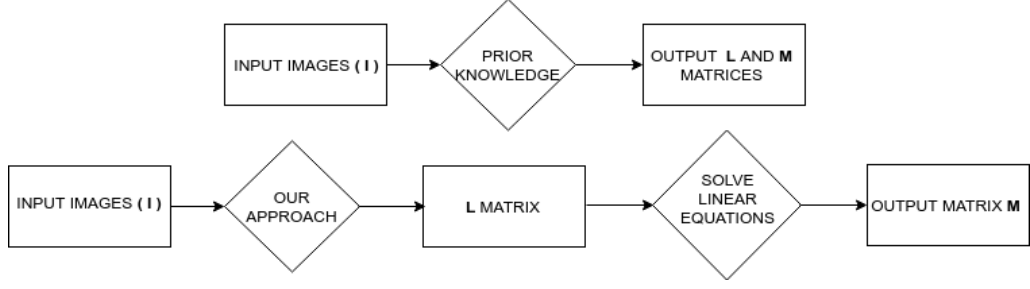 INPUT IMAGES ( I )
PRIOR
KNOWLEDGE
OUTPUT L AND M
MATRICES
INPUT IMAGES ( I )
OUR
APPROACH
L MATRIX
SOLVE
LINEAR
EQUATIONS
OUTPUT MATRIX M